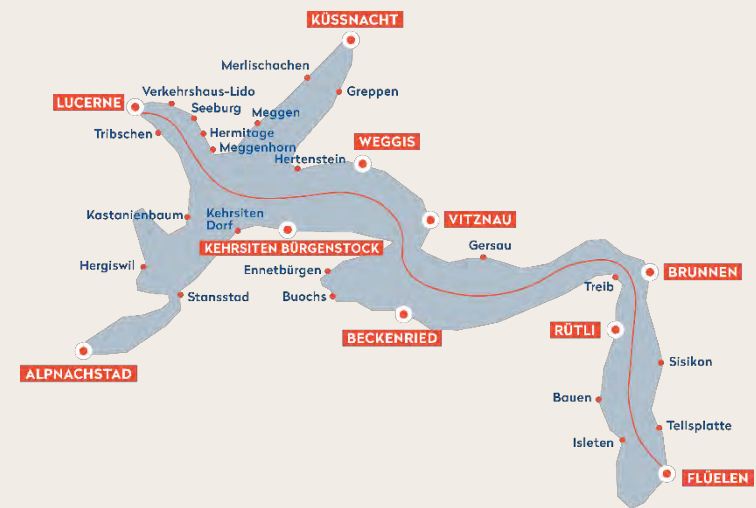 KÜSSNACHT
Merlischachen
Greppen
Verkehrshaus-Lido
LUCERNE
Seeburg
Meggen
Tribschen
Hermitage
Meggenhorn
WEGGIS
Hertenstein
Kastanienbaum
Kehrsiten
Dorf
VITZNAU
KEHRSITEN BÜRGENSTOCK
Gersau
Hergiswil
Ennetbürgen
BRUNNEN
Treib
Stansstad
Buochs
RÜTLI
BECKENRIED
Sisikon
ALPNACHSTAD
Bauen
Tellsplatte
Isleten
FLÜELEN